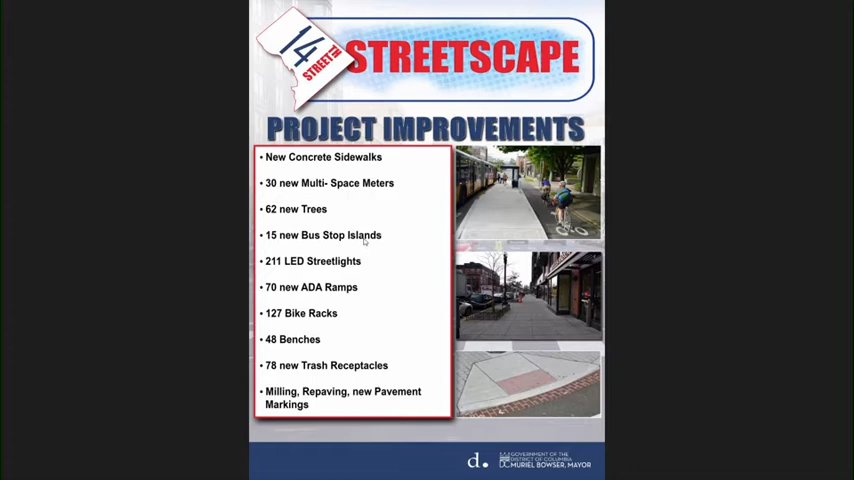 14
STREETTH
STREETSCAPE
PROJECT IMPROVEMENTS
• New Concrete Sidewalks
• 30 new Multi- Space Meters
• 62 new Trees
• 15 new Bus Stop Islands
• 211 LED Streetlights
• 70 new ADA Ramps
• 127 Bike Racks
• 48 Benches
• 78 new Trash Receptacles
• Milling, Repaving, new Pavement
Markings
d.
GOVERNMENT OF THE
DISTRICT OF COLUMBIA
DC MURIEL BOWSER, MAYOR